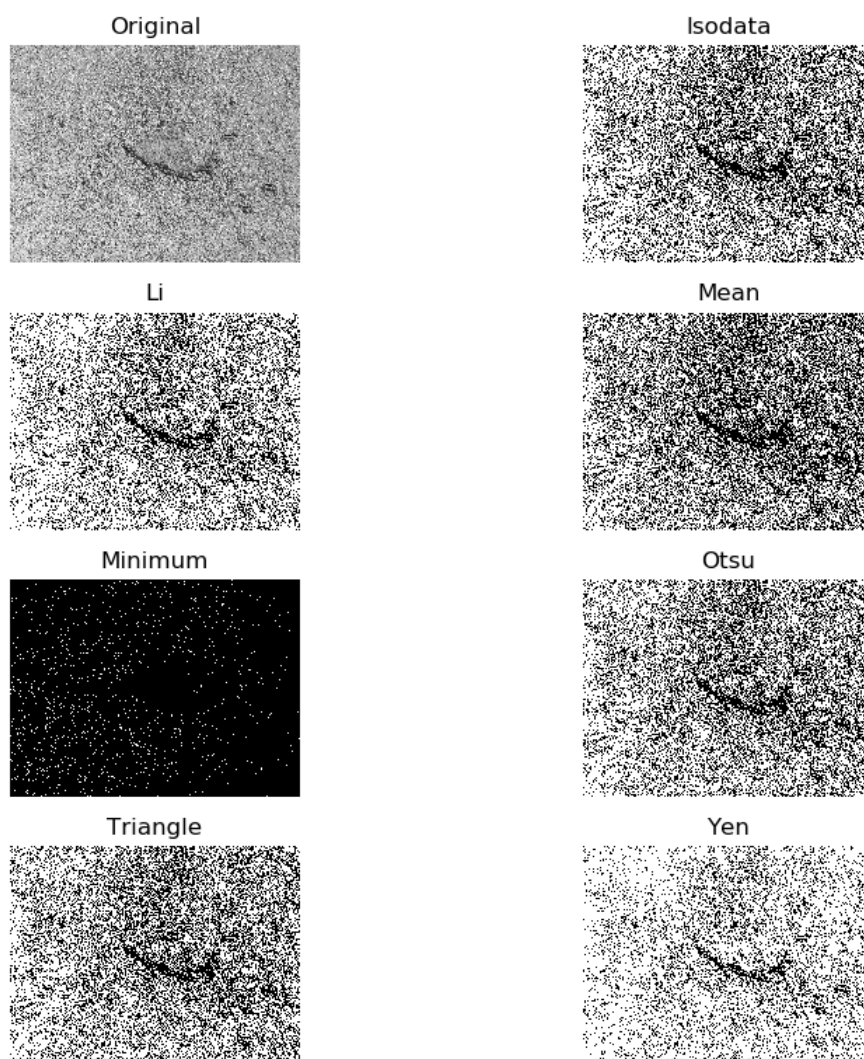 Original
Isodata
Li
Mean
Minimum
Otsu
Triangle
Yen